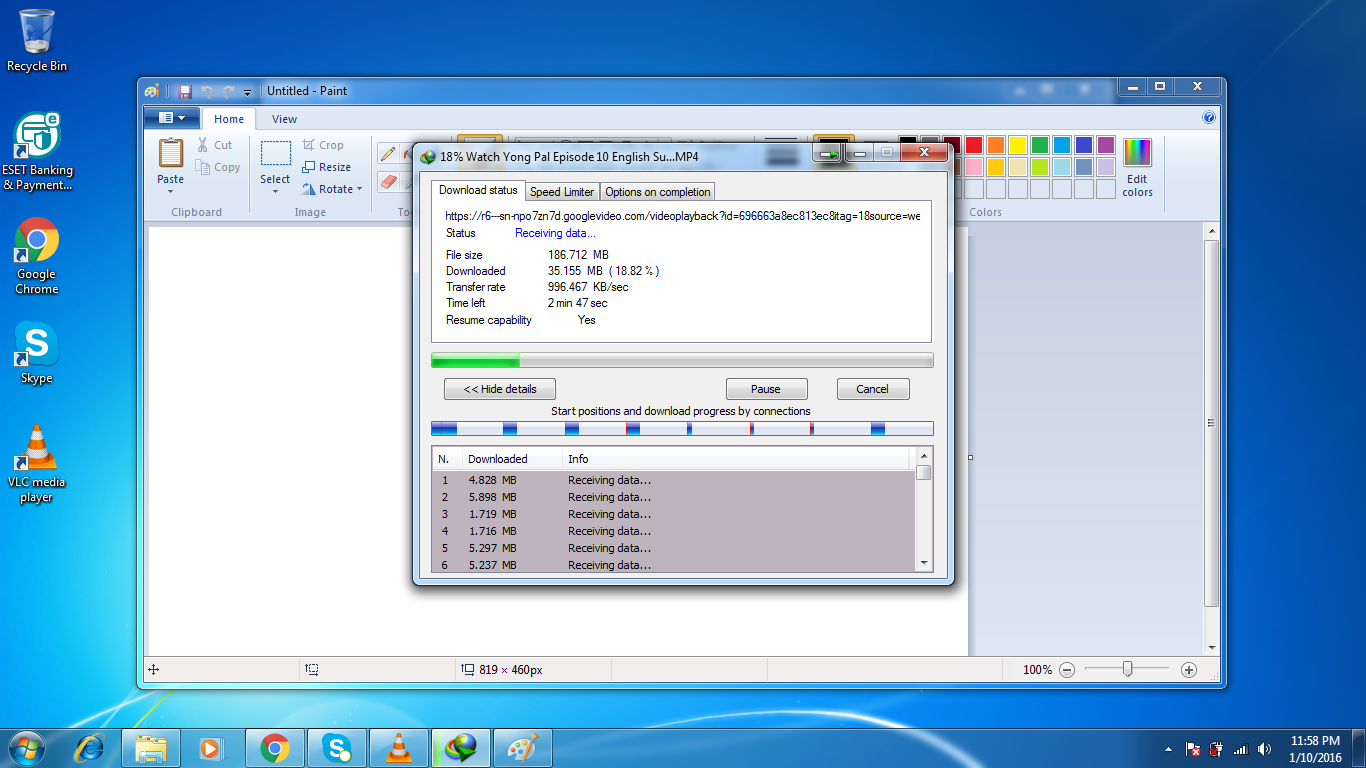 Recycle Bin
ESET Banking
& Payment...
Google
Chrome
Skype
VLC media
player
Untitled - Paint
Home
View
Paste
Cut
Copy
Clipboard
Select
Crop
Resize
Rotate
Image
Edit
colors
Colors
18% Watch Yong Pal Episode 10 English Su...MP4
Download status
Speed Limiter
Options on completion
https://r6---sn-npo7zn7d.googlevideo.com/videoplayback?id=696663a8ec813ec8itag=18source=we
Status Receiving data...
File size 186.712 MB
Downloaded 35.155 MB ( 18.82 % )
Transfer rate 996.467 KB/sec
Time left 2 min 47 sec
Resume capability Yes
<< Hide details
Pause
Cancel
Start positions and download progress by connections
N. Downloaded Info
1 4.828 MB Receiving data...
2 5.898 MB Receiving data...
3 1.719 MB Receiving data...
4 1.716 MB Receiving data...
5 5.297 MB Receiving data...
6 5.237 MB Receiving data...
819 × 460px
100%
11:58 PM
1/10/2016